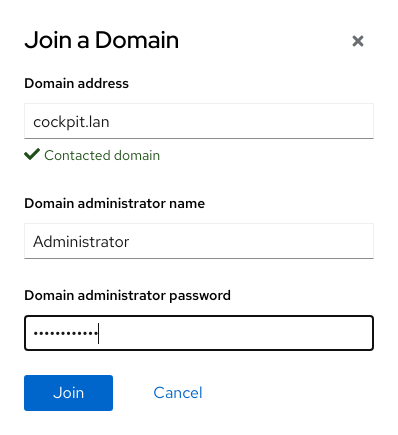 Join a Domain
Domain address
cockpit.lan
Contacted domain
Domain administrator name
Administrator
Domain administrator password
••••••••••••
Join Cancel